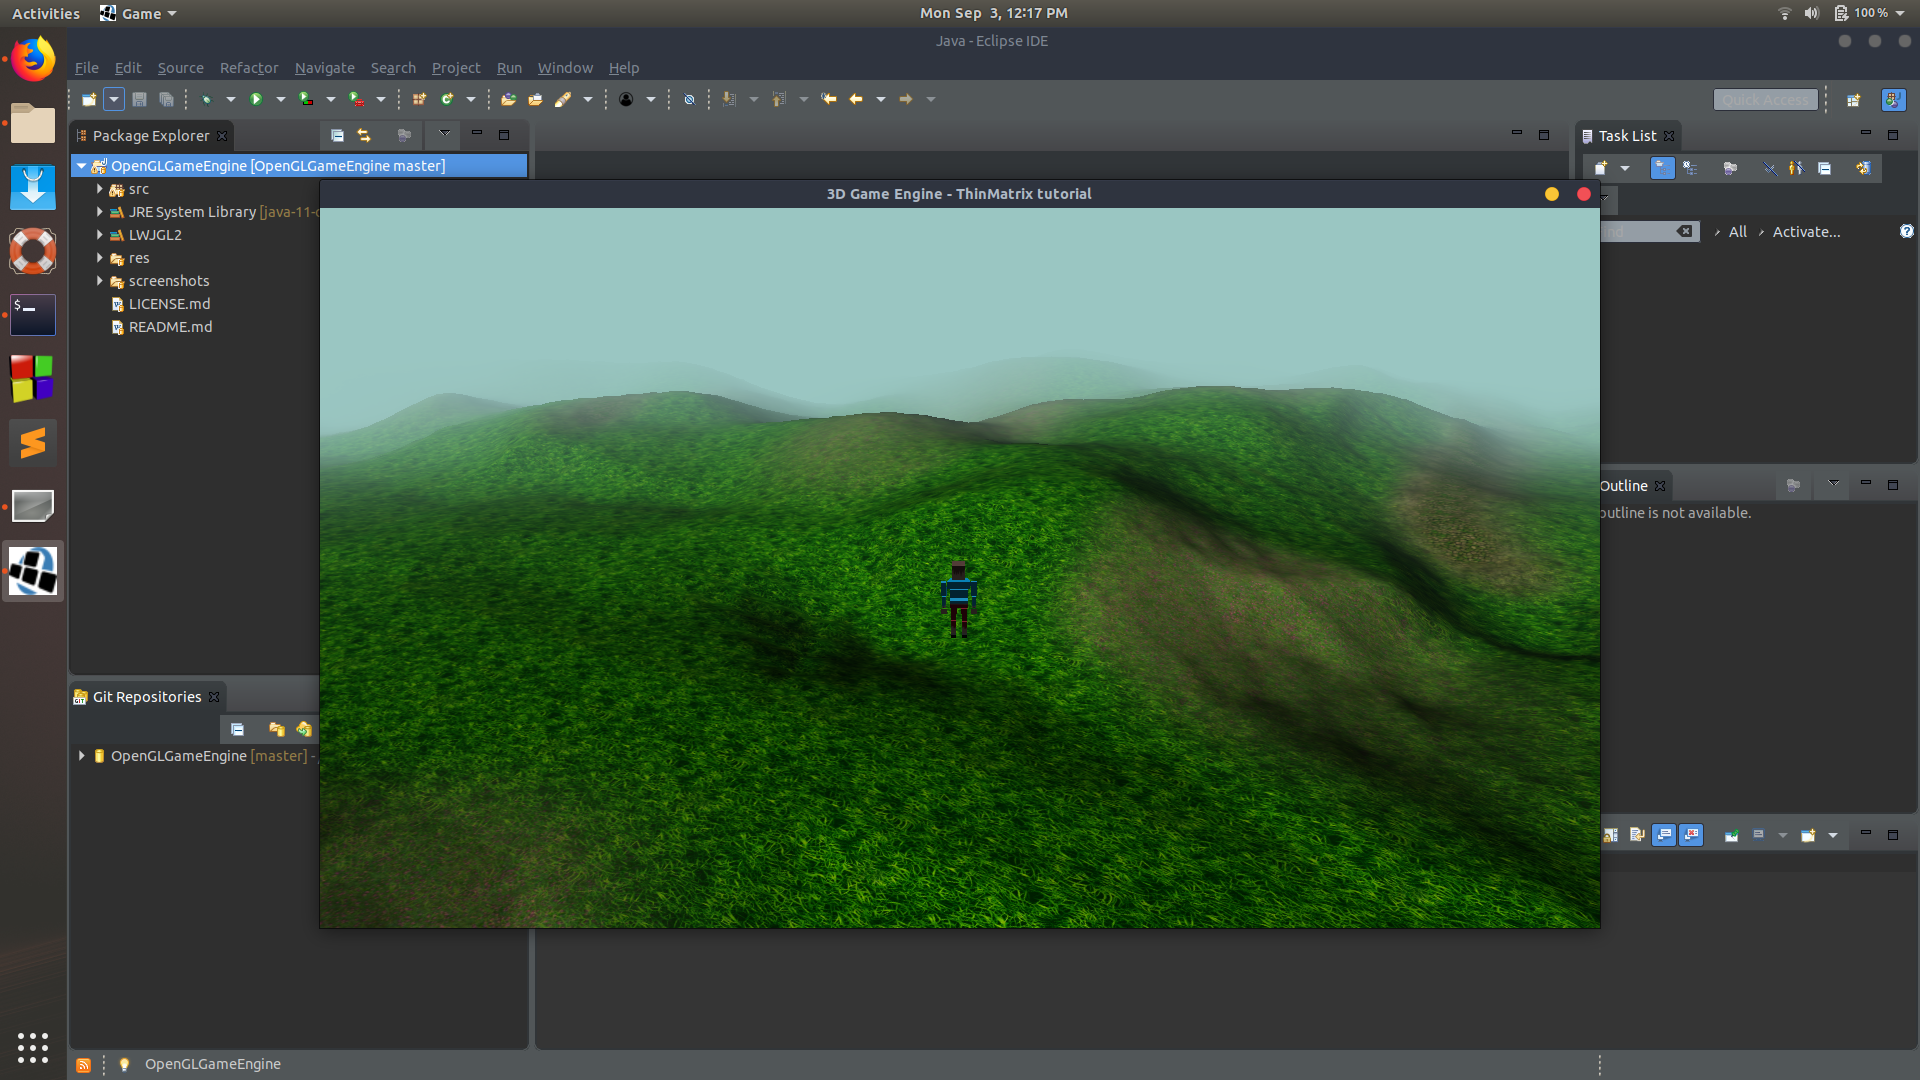 Activities Game Mon Sep 3, 12:17 PM 100 %
Java - Eclipse IDE
File Edit Source Refactor Navigate Search Project Run Window Help
Quick Access
Package Explorer
Task List
OpenGLGameEngine [OpenGLGameEngine master]
src
JRE System Library [java-11-
LWJGL2
res
screenshots
LICENSE.md
README.md
3D Game Engine - ThinMatrix tutorial
All Activate...
Outline
outline is not available.
Git Repositories
OpenGLGameEngine [master] -
OpenGLGameEngine